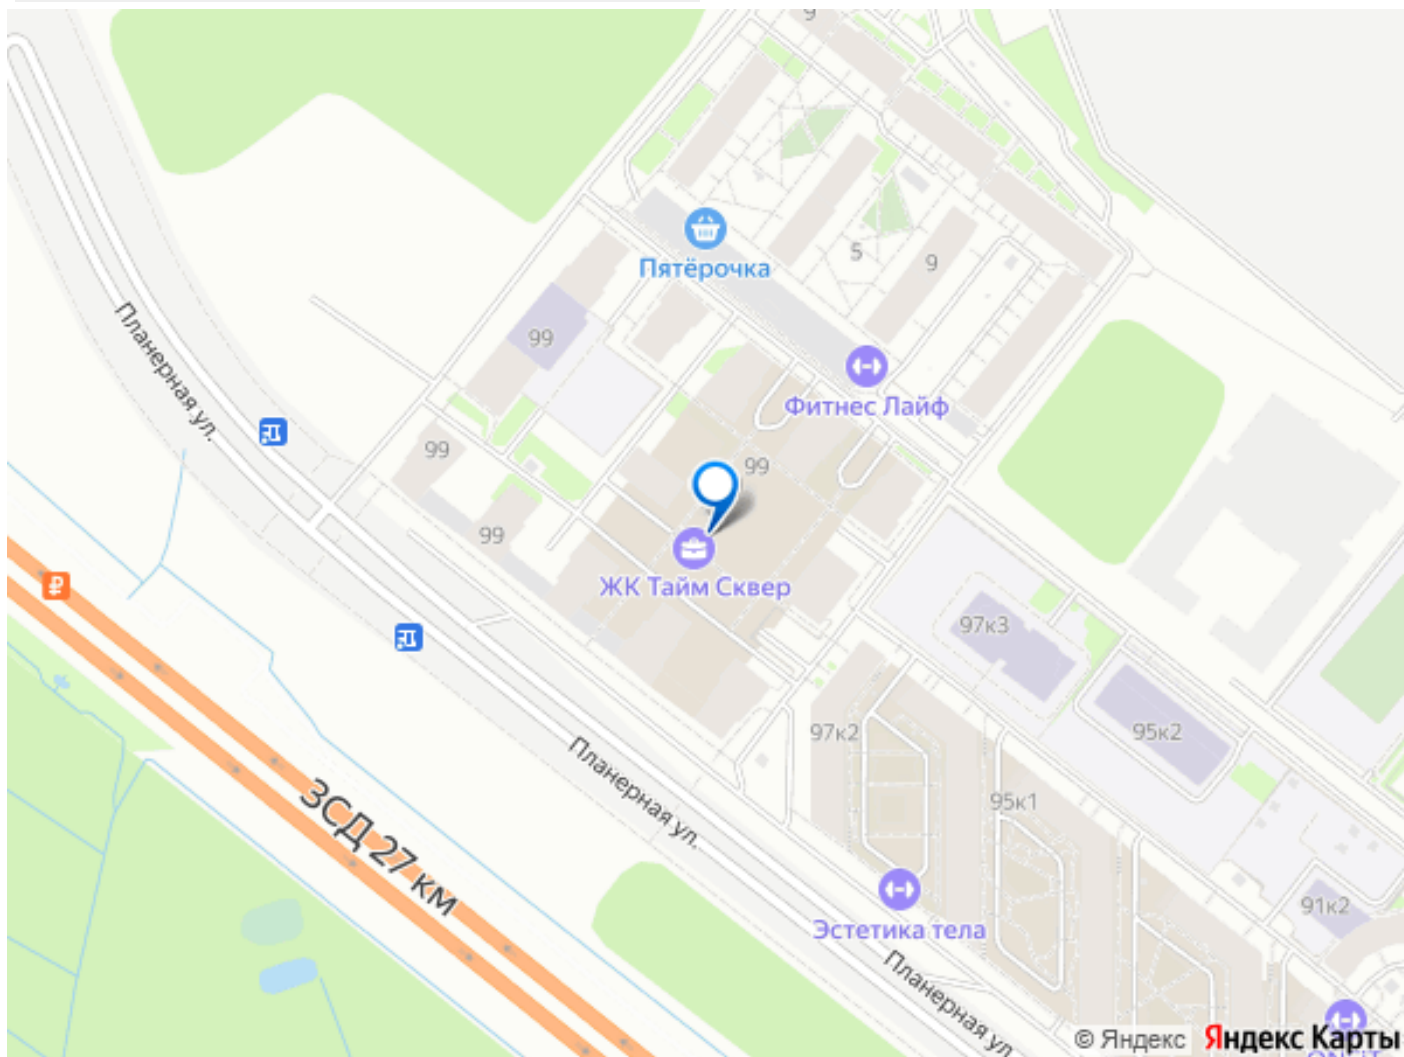 9
Пятёрочка
5
9
99
Планерная ул.
Фитнес Лайф
99
99
99
ЖК Тайм Сквер
97к3
97к2
95к2
Планерная ул.
ЗСД 27 км
95к1
91к2
Эстетика тела
Планерная ул.
© Яндекс Яндекс Карты